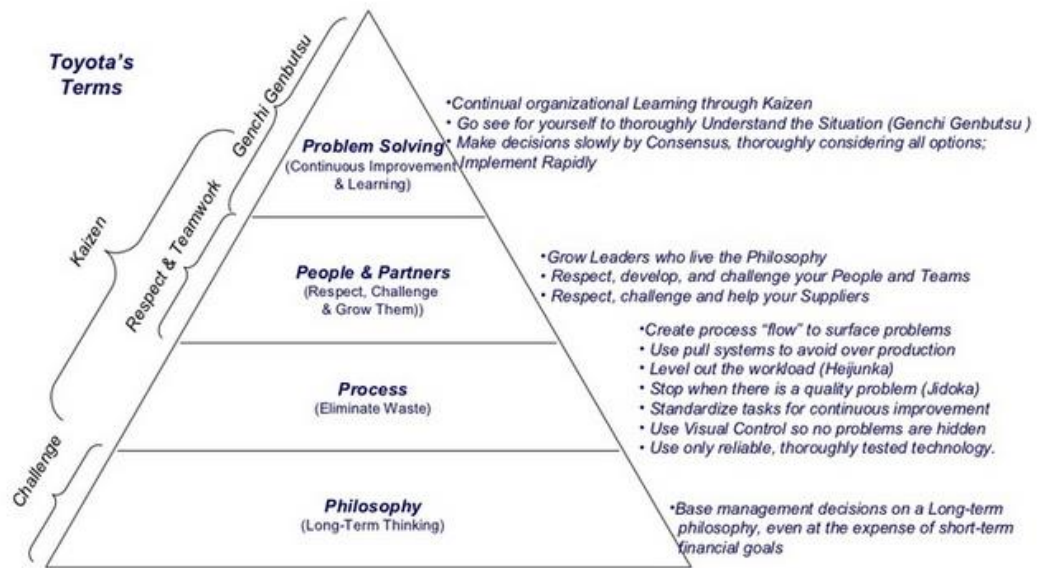 Toyota's
Terms
Genchi Genbutsu
Kaizen
Respect & Teamwork
Challenge
Problem Solving
(Continuous Improvement
& Learning)
•Continual organizational Learning through Kaizen
• Go see for yourself to thoroughly Understand the Situation (Genchi Genbutsu )
• Make decisions slowly by Consensus, thoroughly considering all options;
Implement Rapidly
People & Partners
(Respect, Challenge
& Grow Them))
•Grow Leaders who live the Philosophy
• Respect, develop, and challenge your People and Teams
• Respect, challenge and help your Suppliers
Process
(Eliminate Waste)
•Create process “flow” to surface problems
• Use pull systems to avoid over production
• Level out the workload (Heijunka)
• Stop when there is a quality problem (Jidoka)
• Standardize tasks for continuous improvement
• Use Visual Control so no problems are hidden
• Use only reliable, thoroughly tested technology.
Philosophy
(Long-Term Thinking)
•Base management decisions on a Long-term
philosophy, even at the expense of short-term
financial goals